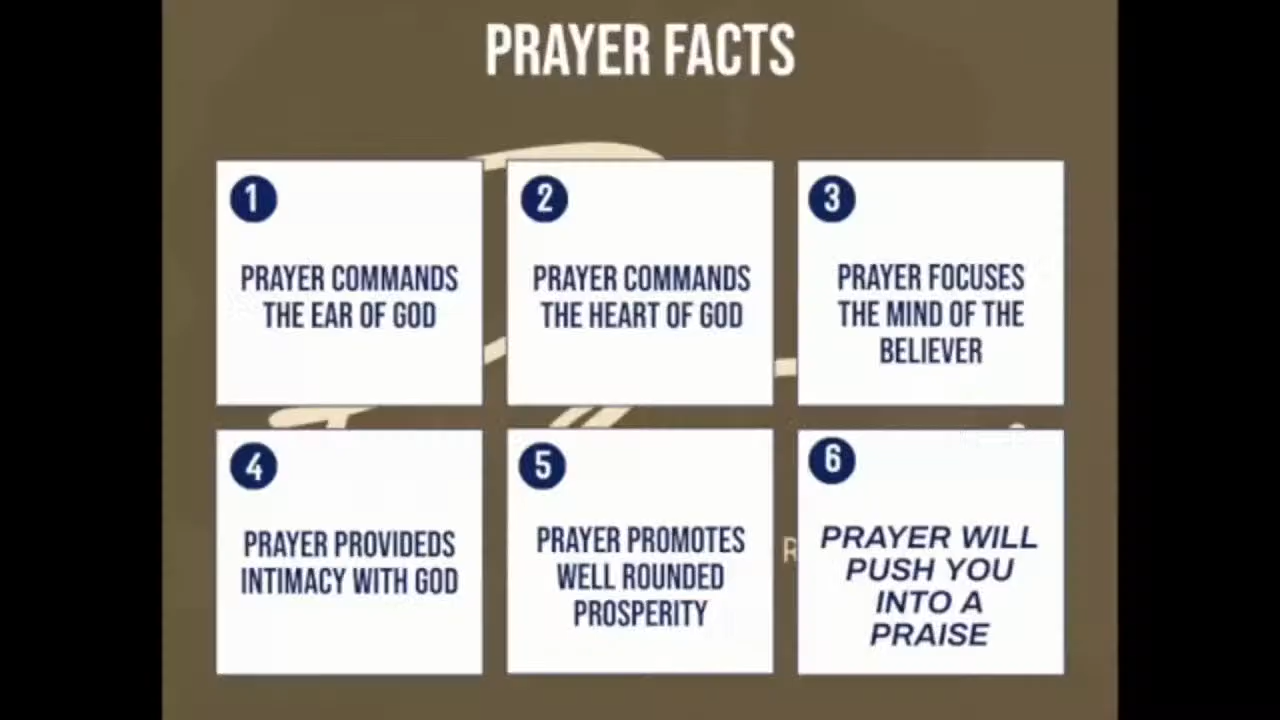 PRAYER FACTS
1
PRAYER COMMANDS
THE EAR OF GOD
2
PRAYER COMMANDS
THE HEART OF GOD
3
PRAYER FOCUSES
THE MIND OF THE
BELIEVER
4
PRAYER PROVIDEDS
INTIMACY WITH GOD
5
PRAYER PROMOTES
WELL ROUNDED
PROSPERITY
6
PRAYER WILL
PUSH YOU
INTO A
PRAISE